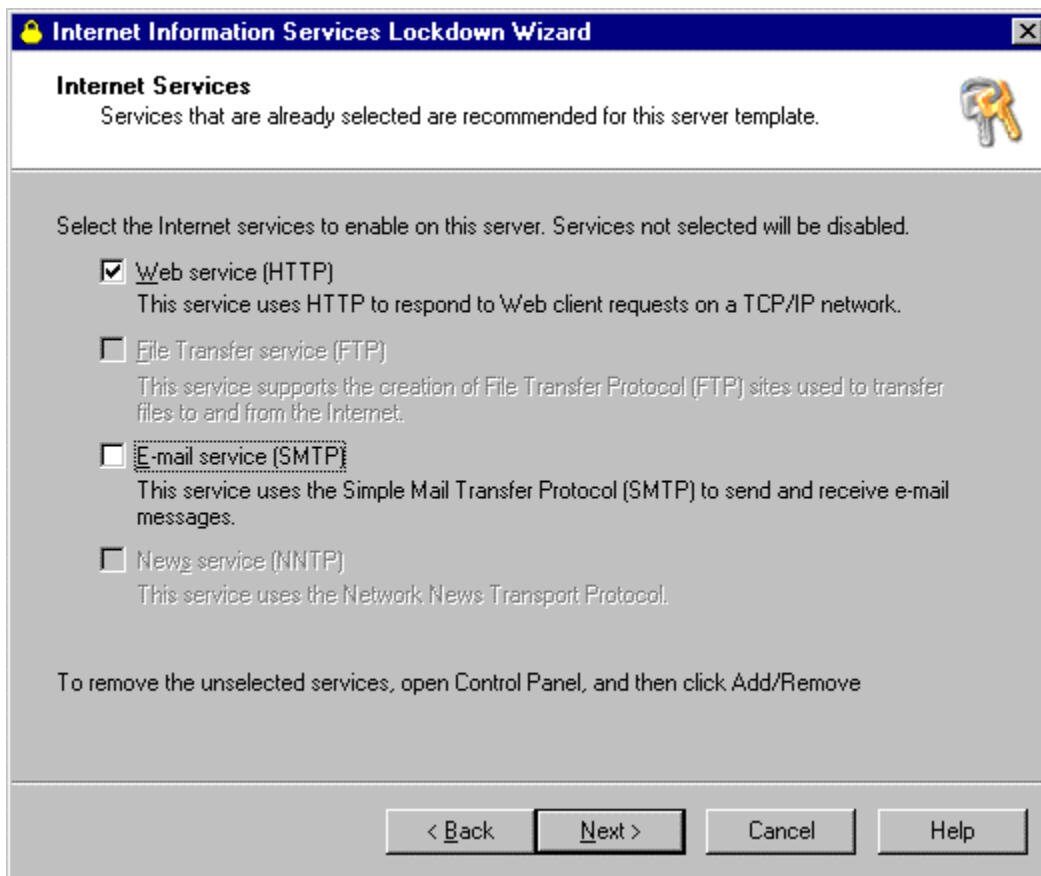 Internet Information Services Lockdown Wizard
Internet Services
Services that are already selected are recommended for this server template.
Select the Internet services to enable on this server. Services not selected will be disabled.
Web service (HTTP)
This service uses HTTP to respond to Web client requests on a TCP/IP network.
File Transfer service (FTP)
This service supports the creation of File Transfer Protocol (FTP) sites used to transfer
files to and from the Internet.
E-mail service (SMTP)
This service uses the Simple Mail Transfer Protocol (SMTP) to send and receive e-mail
messages.
News service (NNTP)
This service uses the Network News Transport Protocol.
To remove the unselected services, open Control Panel, and then click Add/Remove
< Back
Next >
Cancel
Help